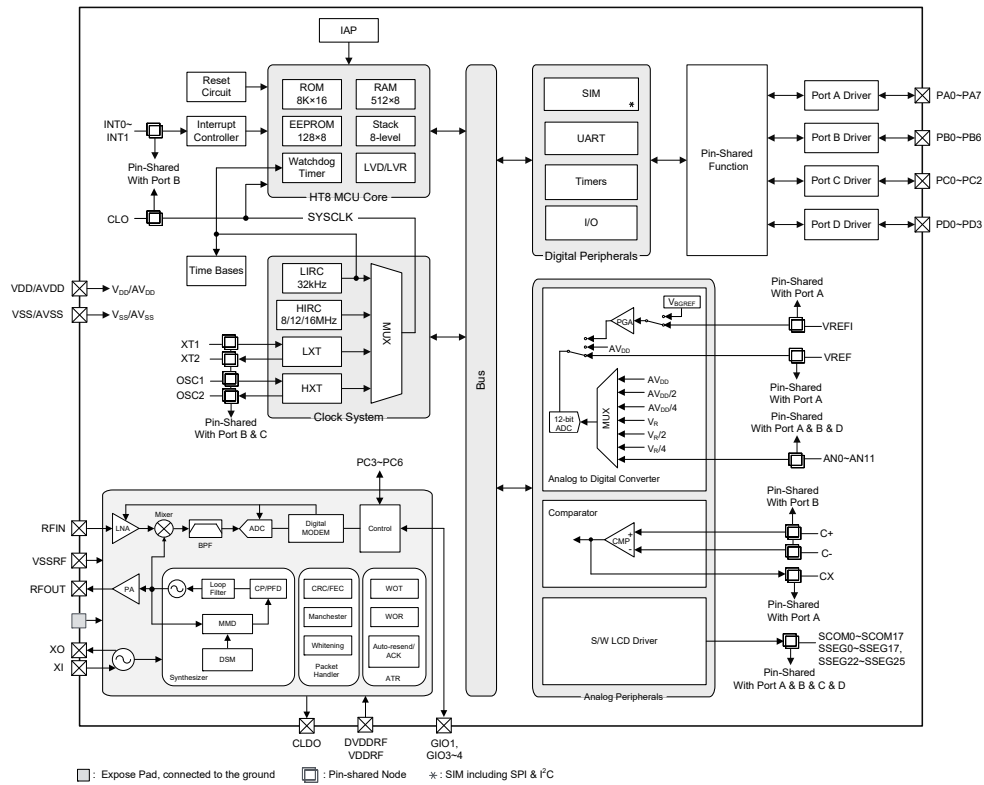 IAP
Reset
Circuit
ROM
8K×16
RAM
512×8
INT0~
INT1
Interrupt
Controller
EEPROM
128×8
Stack
8-level
Pin-Shared
With Port B
Watchdog
Timer
LVD/LVR
HT8 MCU Core
CLO
SYSCLK
Time Bases
LIRC
32kHz
HIRC
8/12/16MHz
MUX
VDD/AVDD
VDD/AVDD
VSS/AVSS
VSS/AVSS
XT1
XT2
LXT
OSC1
OSC2
HXT
Clock System
Pin-Shared
With Port B & C
Bus
SIM
*
UART
Timers
I/O
Digital Peripherals
Pin-Shared
Function
Port A Driver
PA0~PA7
Port B Driver
PB0~PB6
Port C Driver
PC0~PC2
Port D Driver
PD0~PD3
Pin-Shared
With Port A
VBGREF
PGA
VREFI
AVDD
VREF
Pin-Shared
With Port A
12-bit
ADC
MUX
AVDD
AVDD/2
AVDD/4
VR
VR/2
VR/4
Pin-Shared
With Port A & B & D
AN0~AN11
Analog to Digital Converter
Pin-Shared
With Port B
Comparator
CMP
+
-
C+
C-
CX
Pin-Shared
With Port A
S/W LCD Driver
SCOM0~SCOM17
SSEG0~SSEG17,
SSEG22~SSEG25
Pin-Shared
With Port A & B & C & D
Analog Peripherals
PC3~PC6
RFIN
LNA
Mixer
BPF
ADC
Digital
MODEM
Control
VSSRF
RFOUT
PA
Loop
Filter
CP/PFD
MMD
DSM
Synthesizer
CRC/FEC
Manchester
Whitening
Packet
Handler
WOT
WOR
Auto-resend/
ACK
ATR
XO
XI
CLDO
DVDDRF
VDDRF
GIO1,
GIO3~4
: Expose Pad, connected to the ground
: Pin-shared Node
* : SIM including SPI & I²C